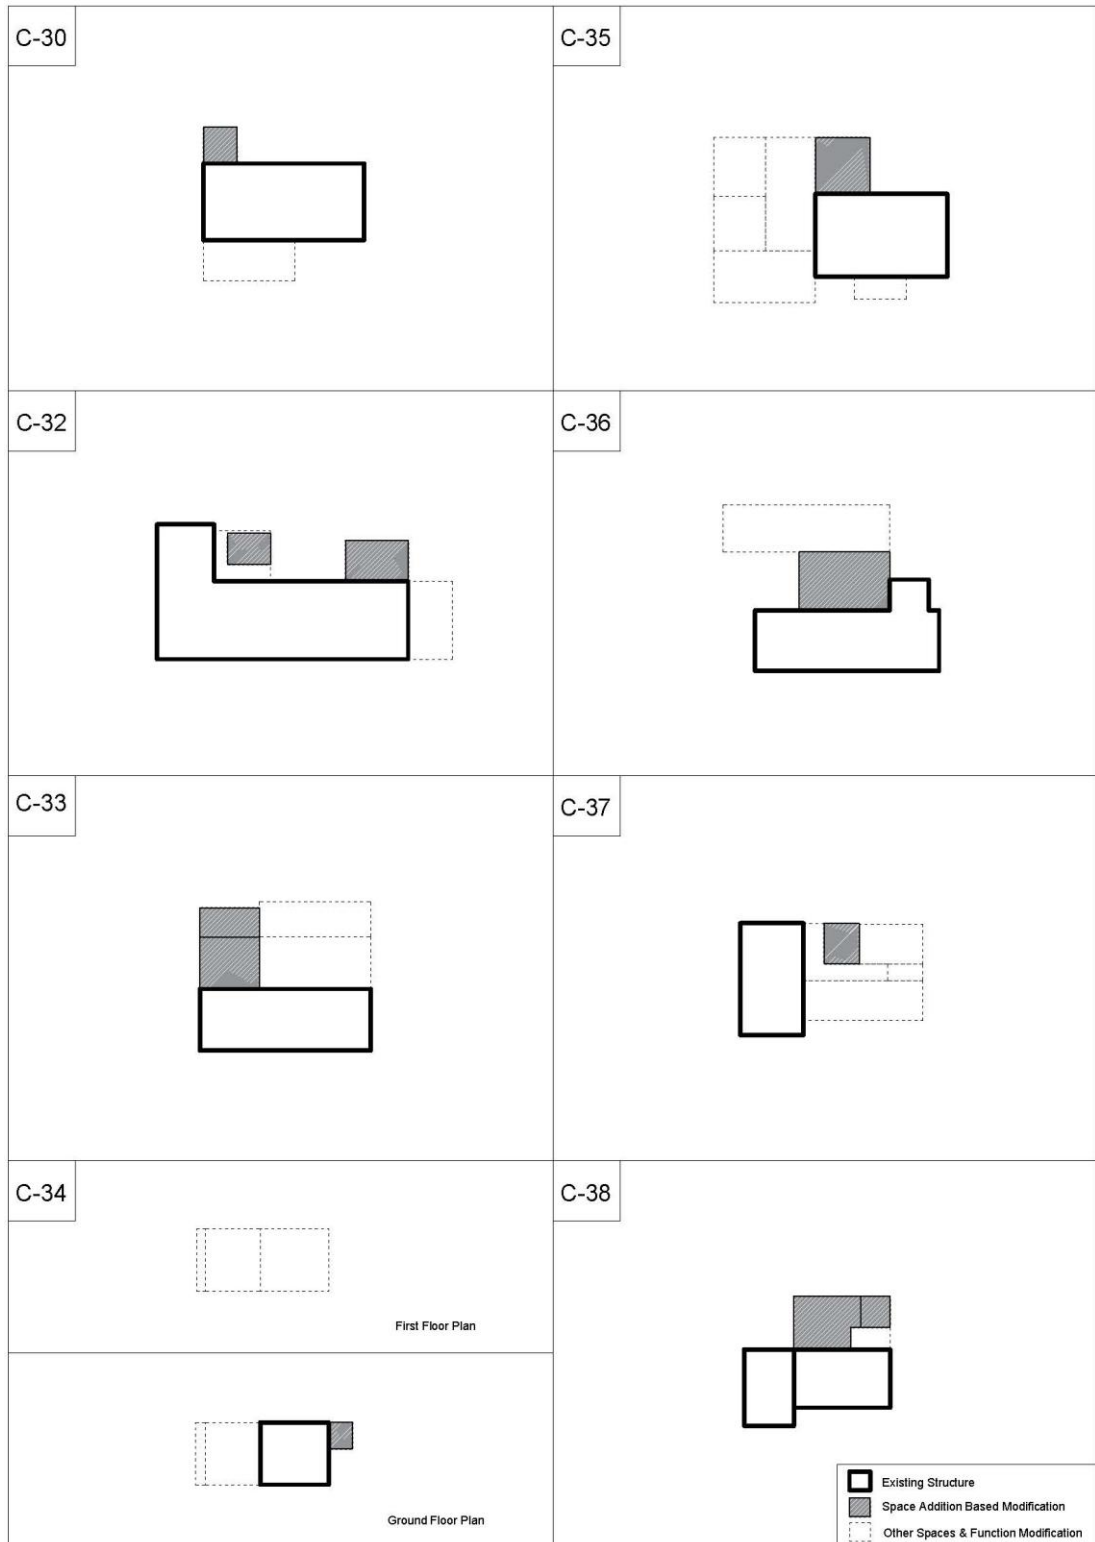 C-30
C-35
C-32
C-36
C-33
C-37
C-34
First Floor Plan
Ground Floor Plan
C-38
Existing Structure
Space Addition Based Modification
Other Spaces & Function Modification